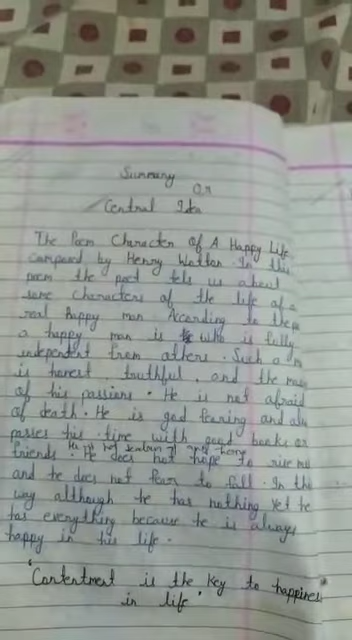 Summary
Or
Central Idea
The Poem Character Of A Happy Life
composed by Henry Wotton. In this
poem the poet tells us about
some characters of the life of a
real happy man. According to the po
a happy man is who is fully
independent from others. Such a m
is honest, truthful, and the mas
of his passions. He is not afraid
of death. He is god fearing and al
passes his time with good books or
friends. He does not hope to rise
and he does not fear to fall. In this
way although he has nothing yet he
has everything because he is always
happy in his life.
"Contentment is the key to happines
in life"